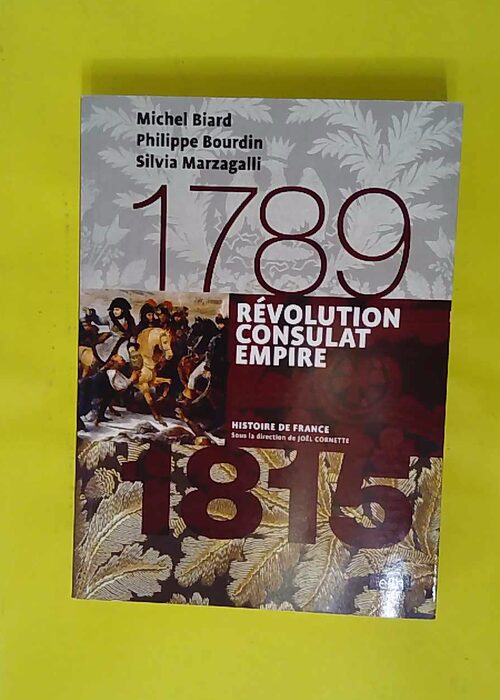 Michel Biard
Philippe Bourdin
Silvia Marzagalli
1789
RÉVOLUTION
CONSULAT
EMPIRE
HISTOIRE DE FRANCE
Sous la direction de JOËL CORNETTE
1815